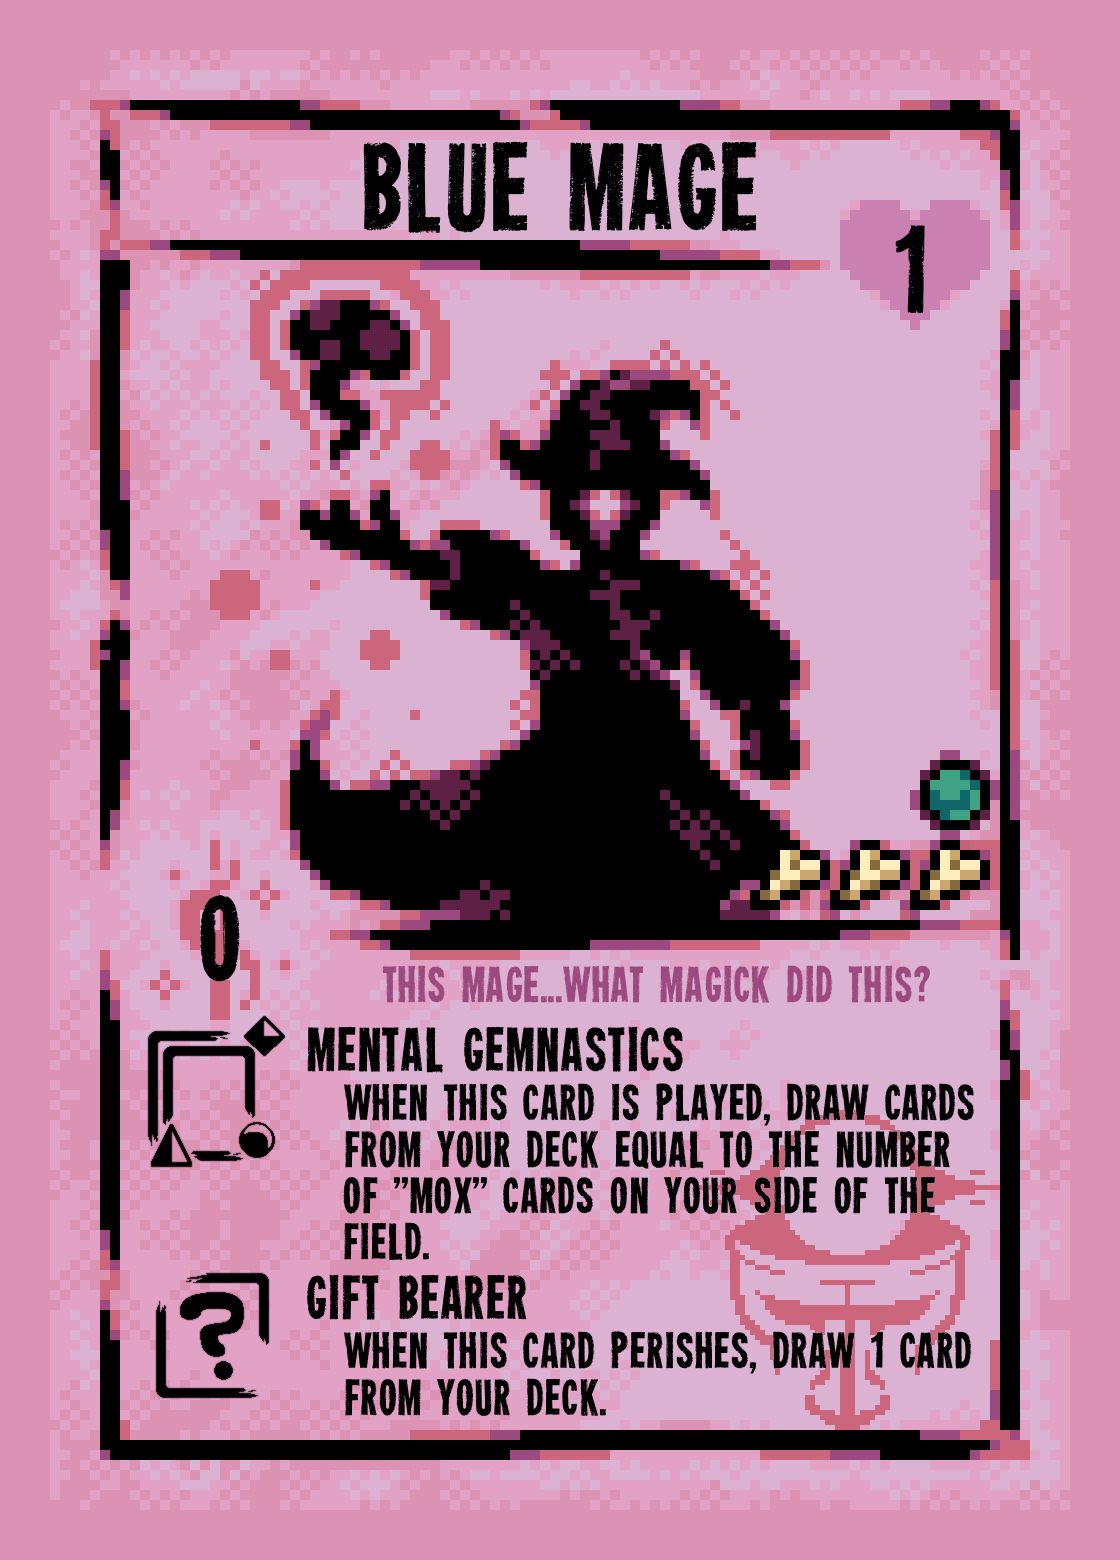 BLUE MAGE
1
0
THIS MAGE...WHAT MAGICK DID THIS?
MENTAL GEMNASTICS
WHEN THIS CARD IS PLAYED, DRAW CARDS
FROM YOUR DECK EQUAL TO THE NUMBER
OF "MOX" CARDS ON YOUR SIDE OF THE
FIELD.
?
GIFT BEARER
WHEN THIS CARD PERISHES, DRAW 1 CARD
FROM YOUR DECK.